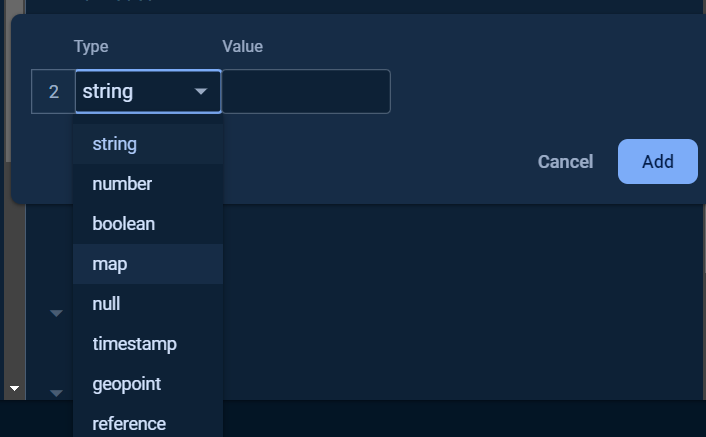 Type Value
2 string
string
number
Cancel Add
boolean
map
null
timestamp
geopoint
reference